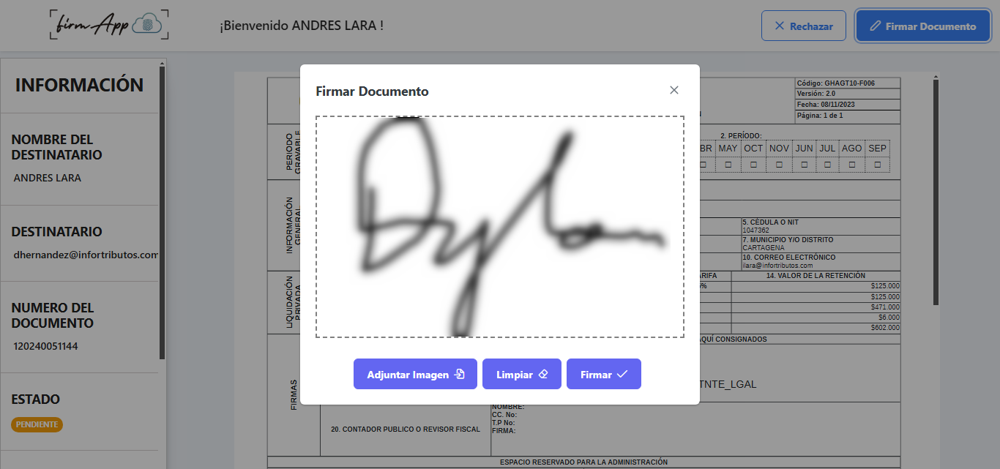 firmApp
¡Bienvenido ANDRES LARA !
Rechazar
Firmar Documento
INFORMACIÓN
NOMBRE DEL
DESTINATARIO
ANDRES LARA
DESTINATARIO
dhernandez@infortributos.com
NUMERO DEL
DOCUMENTO
120240051144
ESTADO
PENDIENTE
Firmar Documento
Adjuntar Imagen
Limpiar
Firmar
Código: GHAGT10-F006
Versión: 2.0
Fecha: 08/11/2023
Página: 1 de 1
PERIODO
GRAVABLE
2. PERÍODO:
BR MAY OCT NOV JUN JUL AGO SEP
INFORMACIÓN
GENERAL
5. CÉDULA O NIT
1047362
7. MUNICIPIO Y/O DISTRITO
CARTAGENA
10. CORREO ELECTRÓNICO
ilara@infortributos.com
LIQUIDACIÓN
PRIVADA
ARIFA
14. VALOR DE LA RETENCIÓN
%
$125.000
$125.000
$471.000
$6.000
$602.000
AQUÍ CONSIGNADOS
FIRMAS
TNTE_LGAL
20. CONTADOR PUBLICO O REVISOR FISCAL
NOMBRE:
CC. No:
T.P No:
FIRMA:
ESPACIO RESERVADO PARA LA ADMINISTRACIÓN